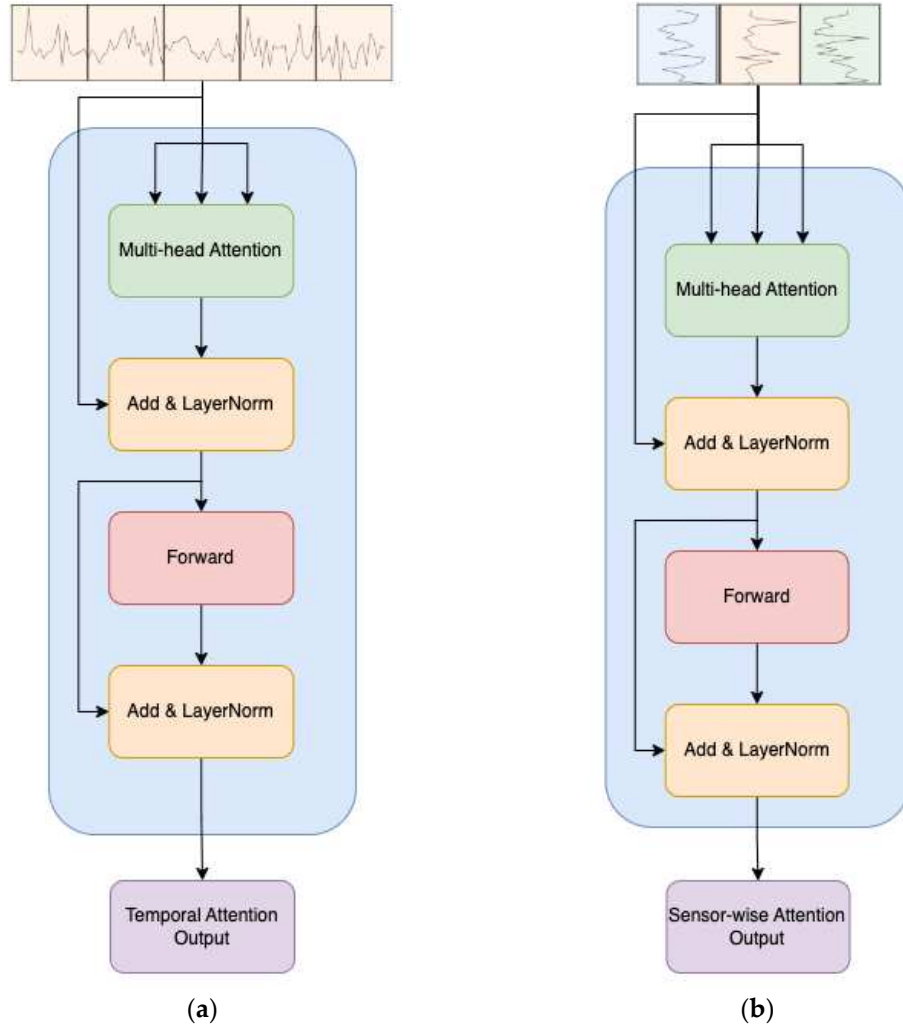 Multi-head Attention
Add & LayerNorm
Forward
Add & LayerNorm
Temporal Attention
Output
(a)
Multi-head Attention
Add & LayerNorm
Forward
Add & LayerNorm
Sensor-wise Attention
Output
(b)